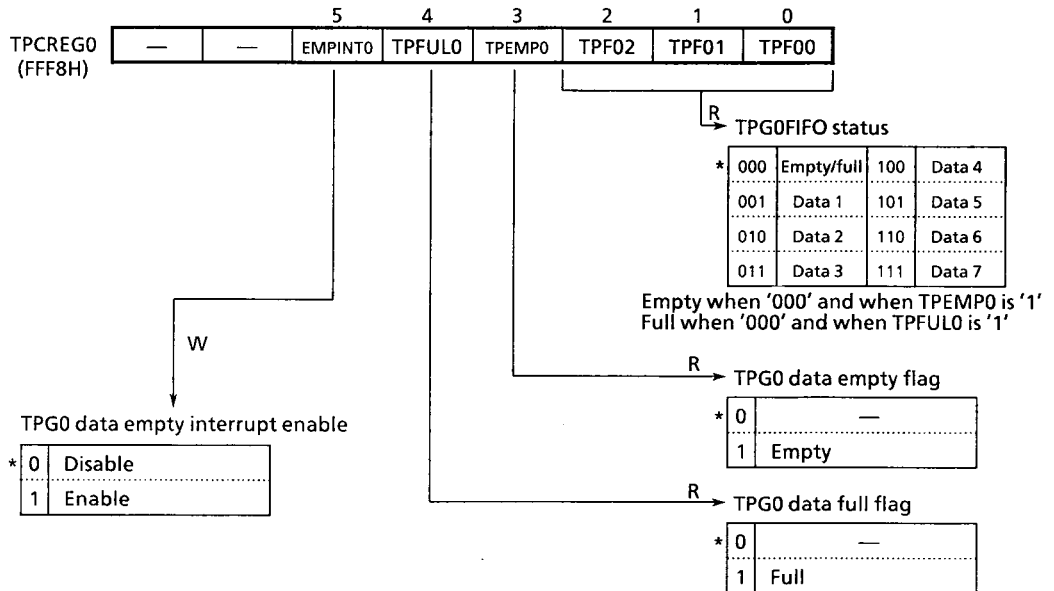 5 4 3 2 1 0
TPCREG0 — — EMPINT0 TPFUL0 TPEMP0 TPF02 TPF01 TPF00
(FFF8H)
R
TPG0FIFO status
* 000 Empty/full 100 Data 4
001 Data 1 101 Data 5
010 Data 2 110 Data 6
011 Data 3 111 Data 7
Empty when '000' and when TPEMP0 is '1'
Full when '000' and when TPFUL0 is '1'
W
R
TPG0 data empty flag
* 0 —
1 Empty
TPG0 data empty interrupt enable
* 0 Disable
1 Enable
R
TPG0 data full flag
* 0 —
1 Full